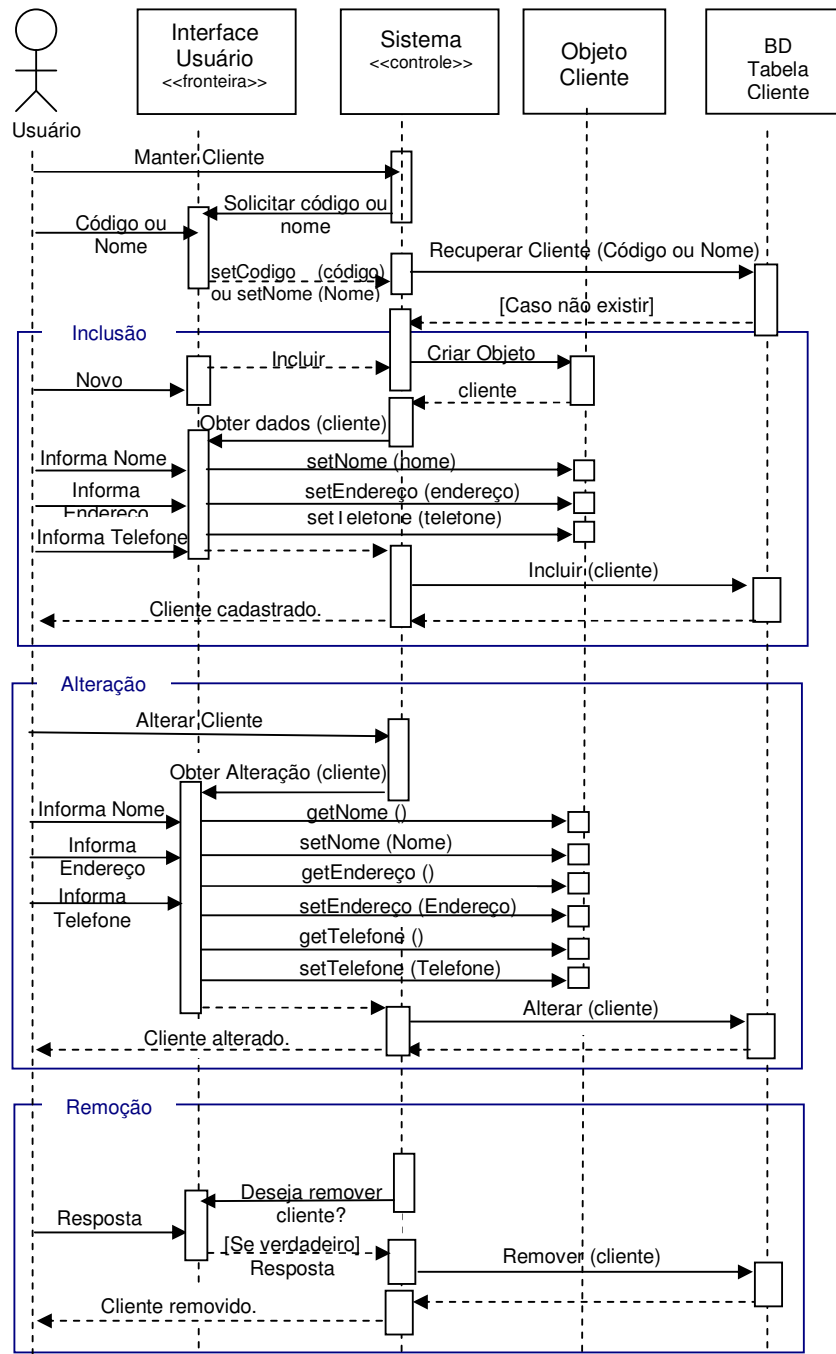 Interface
Usuário
<<fronteira>>
Sistema
<<controle>>
Objeto
Cliente
BD
Tabela
Cliente
Usuário
Manter Cliente
Solicitar código ou
nome
Código ou
Nome
Recuperar Cliente (Código ou Nome)
setCodigo (código)
ou setNome (Nome)
[Caso não existir]
Inclusão
Incluir
Criar Objeto
Novo
cliente
Obter dados (cliente)
Informa Nome
setNome (nome)
Informa
Endereço
setEndereço (endereço)
setTelefone (telefone)
Informa Telefone
Incluir (cliente)
Cliente cadastrado.
Alteração
Alterar Cliente
Obter Alteração (cliente)
Informa Nome
getNome ()
Informa
Endereço
setNome (Nome)
getEndereço ()
Informa
Telefone
setEndereço (Endereço)
getTelefone ()
setTelefone (Telefone)
Alterar (cliente)
Cliente alterado.
Remoção
Deseja remover
cliente?
Resposta
[Se verdadeiro]
Resposta
Remover (cliente)
Cliente removido.